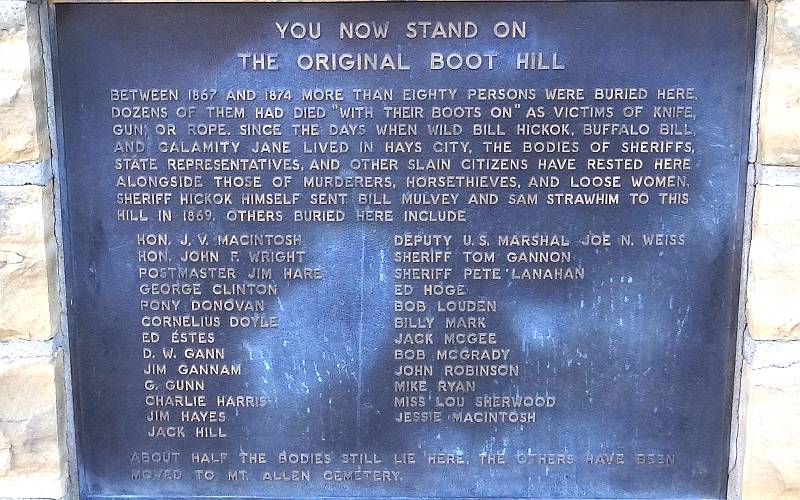 YOU NOW STAND ON
THE ORIGINAL BOOT HILL
BETWEEN 1867 AND 1874 MORE THAN EIGHTY PERSONS WERE BURIED HERE,
DOZENS OF THEM HAD DIED "WITH THEIR BOOTS ON" AS VICTIMS OF KNIFE,
GUN, OR ROPE. SINCE THE DAYS WHEN WILD BILL HICKOK, BUFFALO BILL,
AND CALAMITY JANE LIVED IN HAYS CITY, THE BODIES OF SHERIFFS,
STATE REPRESENTATIVES, AND OTHER SLAIN CITIZENS HAVE RESTED HERE
ALONGSIDE THOSE OF MURDERERS, HORSETHIEVES, AND LOOSE WOMEN.
SHERIFF HICKOK HIMSELF SENT BILL MULVEY AND SAM STRAWHIM TO THIS
HILL IN 1869. OTHERS BURIED HERE INCLUDE
HON. J. V. MACINTOSH
HON. JOHN F. WRIGHT
POSTMASTER JIM HARE
GEORGE CLINTON
PONY DONOVAN
CORNELIUS DOYLE
ED ESTES
D. W. GANN
JIM GANNAM
G. GUNN
CHARLIE HARRIS
JIM HAYES
JACK HILL
DEPUTY U.S. MARSHAL JOE N. WEISS
SHERIFF TOM GANNON
SHERIFF PETE LANAHAN
ED HOGE
BOB LOUDEN
BILLY MARK
JACK MCGEE
BOB MCGRADY
JOHN ROBINSON
MIKE RYAN
MISS LOU SHERWOOD
JESSIE MACINTOSH
ABOUT HALF THE BODIES STILL LIE HERE, THE OTHERS HAVE BEEN
MOVED TO MT. ALLEN CEMETERY.